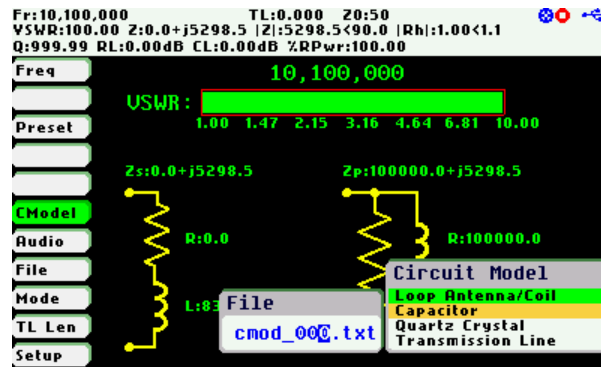 Fr:10,100,000 TL:0.000 Z0:50
VSWR:100.00 Z:0.0+j5298.5 |Z|:5298.5<90.0 |Rh|:1.00<1.1
Q:999.99 RL:0.00dB CL:0.00dB %RPwr:100.00
Freq
10,100,000
VSWR:
Preset
1.00 1.47 2.15 3.16 4.64 6.81 10.00
Zs:0.0+j5298.5 Zp:100000.0+j5298.5
CModel
Audio
R:0.0 R:100000.0
File
Circuit Model
Mode
L:83
File
Loop Antenna/Coil
Capacitor
TL Len
cmod_000.txt
Quartz Crystal
Transmission Line
Setup